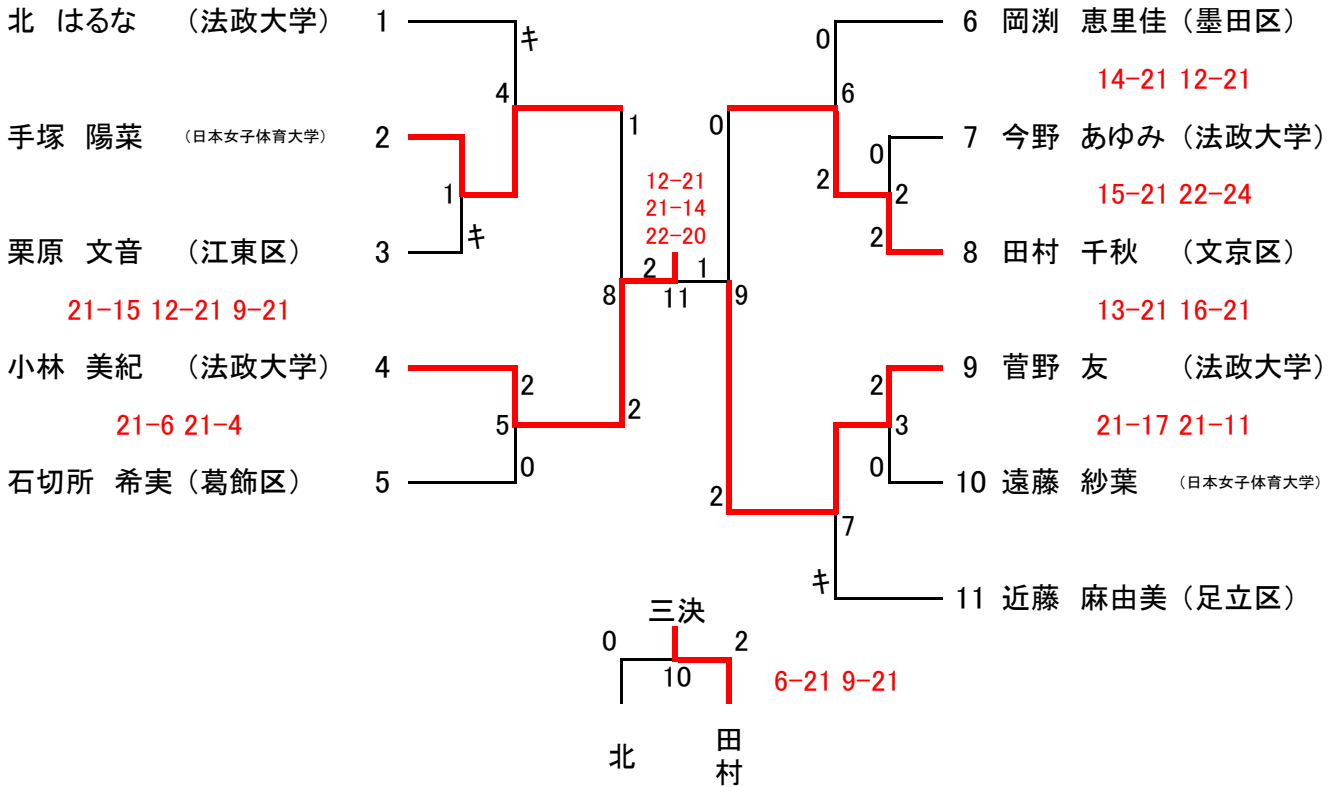 北 はるな （法政大学） 1
キ
4
手塚 陽菜 （日本女子体育大学） 2
1
キ
栗原 文音 （江東区） 3
21-15 12-21 9-21
小林 美紀 （法政大学） 4
21-6 21-4
2
5
0
石切所 希実 （葛飾区） 5
1
8
2
12-21
21-14
22-20
2 1
11
0
9
2
0
6
2
6 岡渕 恵里佳 （墨田区）
14-21 12-21
0
2
2
7 今野 あゆみ （法政大学）
15-21 22-24
8 田村 千秋 （文京区）
13-21 16-21
2
3
0
9 菅野 友 （法政大学）
21-17 21-11
10 遠藤 紗葉 （日本女子体育大学）
7
キ
11 近藤 麻由美 （足立区）
三決
0 2
10
6-21 9-21
北
田村